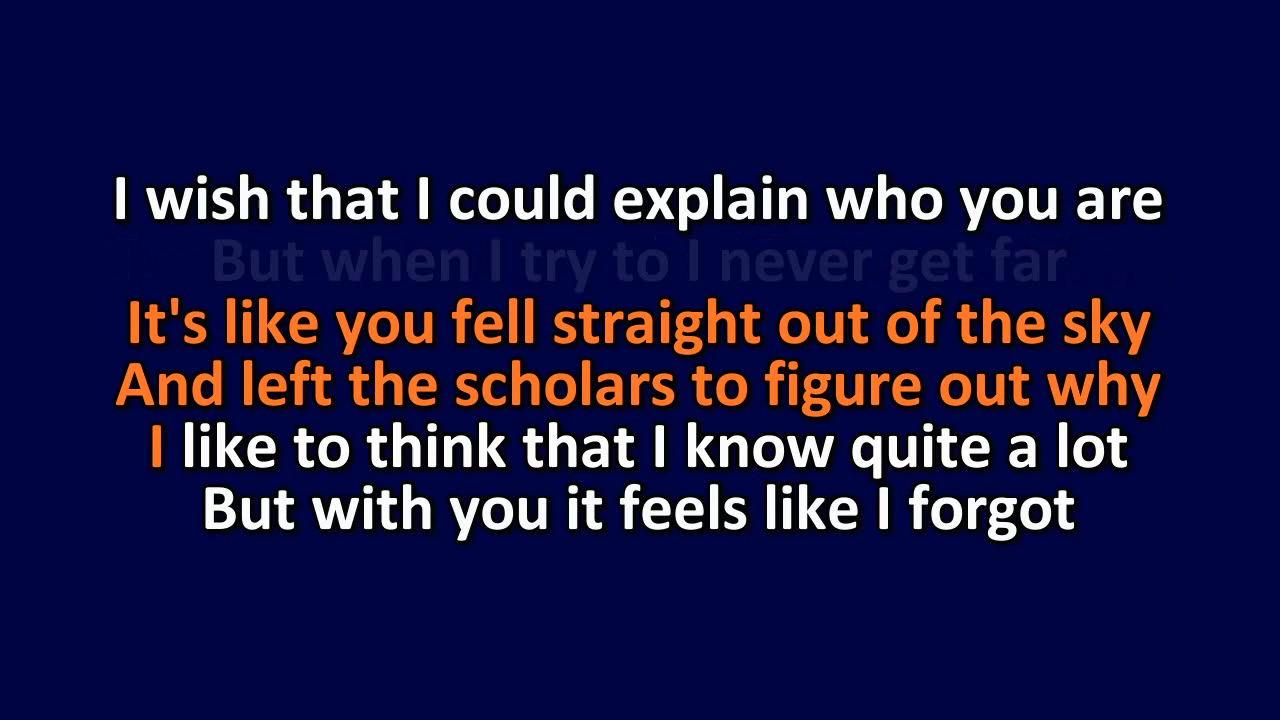 I wish that I could explain who you are
But when I try to I never get far
It's like you fell straight out of the sky
And left the scholars to figure out why
I like to think that I know quite a lot
But with you it feels like I forgot